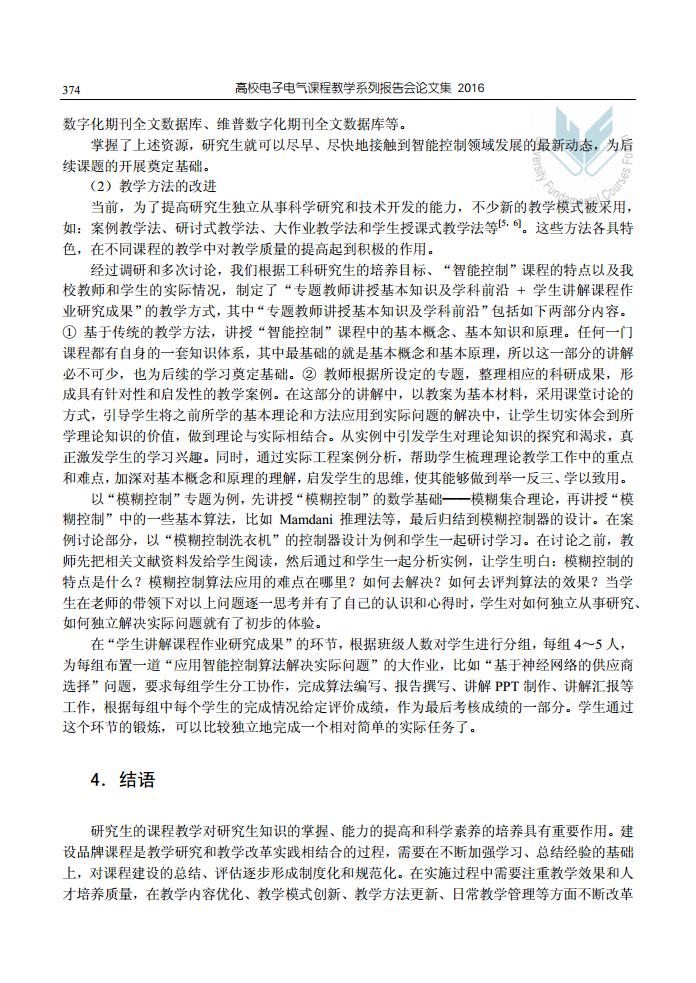 374
高校电子电气课程教学系列报告会论文集 2016
数字化期刊全文数据库、维普数字化期刊全文数据库等。
掌握了上述资源，研究生就可以尽早、尽快地接触到智能控制领域发展的最新动态，为后
续课题的开展奠定基础。
（2）教学方法的改进
当前，为了提高研究生独立从事科学研究和技术开发的能力，不少新的教学模式被采用，
如：案例教学法、研讨式教学法、大作业教学法和学生授课式教学法等[5, 6]。这些方法各具特
色，在不同课程的教学中对教学质量的提高起到积极的作用。
经过调研和多次讨论，我们根据工科研究生的培养目标、“智能控制”课程的特点以及我
校教师和学生的实际情况，制定了“专题教师讲授基本知识及学科前沿 + 学生讲解课程作
业研究成果”的教学方式，其中“专题教师讲授基本知识及学科前沿”包括如下两部分内容。
① 基于传统的教学方法，讲授“智能控制”课程中的基本概念、基本知识和原理。任何一门
课程都有自身的一套知识体系，其中最基础的就是基本概念和基本原理，所以这一部分的讲解
必不可少，也为后续的学习奠定基础。② 教师根据所设定的专题，整理相应的科研成果，形
成具有针对性和启发性的教学案例。在这部分的讲解中，以教案为基本材料，采用课堂讨论的
方式，引导学生将之前所学的基本理论和方法应用到实际问题的解决中，让学生切实体会到所
学理论知识的价值，做到理论与实际相结合。从实例中引发学生对理论知识的探究和渴求，真
正激发学生的学习兴趣。同时，通过实际工程案例分析，帮助学生梳理理论教学工作中的重点
和难点，加深对基本概念和原理的理解，启发学生的思维，使其能够做到举一反三、学以致用。
以“模糊控制”专题为例，先讲授“模糊控制”的数学基础——模糊集合理论，再讲授“模
糊控制”中的一些基本算法，比如 Mamdani 推理法等，最后归结到模糊控制器的设计。在案
例讨论部分，以“模糊控制洗衣机”的控制器设计为例和学生一起研讨学习。在讨论之前，教
师先把相关文献资料发给学生阅读，然后通过和学生一起分析实例，让学生明白：模糊控制的
特点是什么？模糊控制算法应用的难点在哪里？如何去解决？如何去评判算法的效果？当学
生在老师的带领下对以上问题逐一思考并有了自己的认识和心得时，学生对如何独立从事研究、
如何独立解决实际问题就有了初步的体验。
在“学生讲解课程作业研究成果”的环节，根据班级人数对学生进行分组，每组 4～5 人，
为每组布置一道“应用智能控制算法解决实际问题”的大作业，比如“基于神经网络的供应商
选择”问题，要求每组学生分工协作，完成算法编写、报告撰写、讲解 PPT 制作、讲解汇报等
工作，根据每组中每个学生的完成情况给定评价成绩，作为最后考核成绩的一部分。学生通过
这个环节的锻炼，可以比较独立地完成一个相对简单的实际任务了。
4．结语
研究生的课程教学对研究生知识的掌握、能力的提高和科学素养的培养具有重要作用。建
设品牌课程是教学研究和教学改革实践相结合的过程，需要在不断加强学习、总结经验的基础
上，对课程建设的总结、评估逐步形成制度化和规范化。在实施过程中需要注重教学效果和人
才培养质量，在教学内容优化、教学模式创新、教学方法更新、日常教学管理等方面不断改革